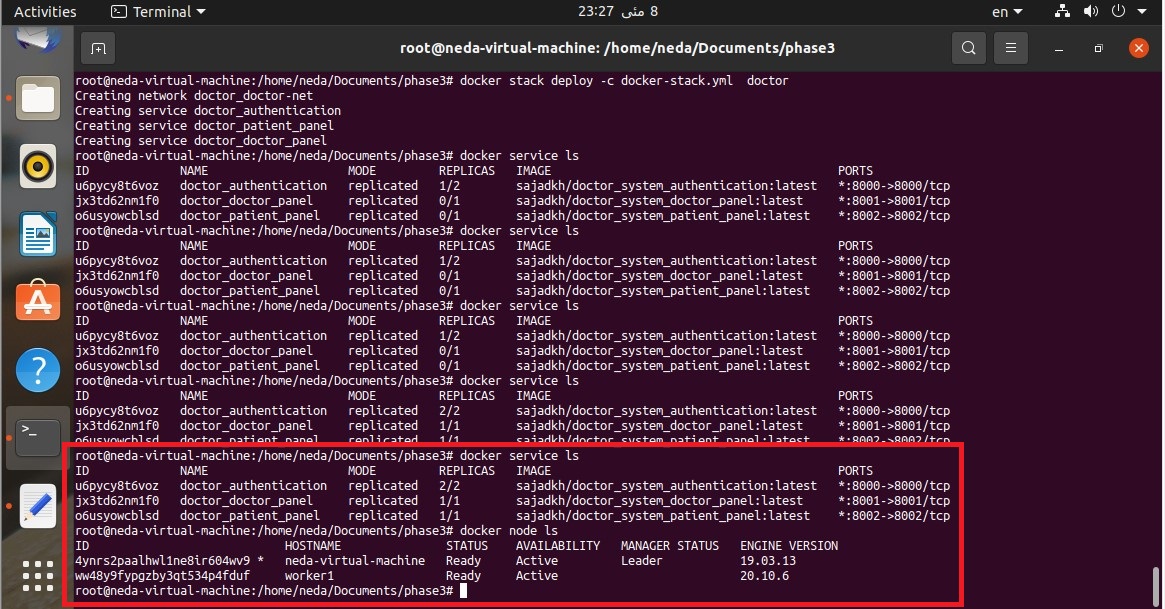 Activities
Terminal
8 مئی 23:27
en
root@neda-virtual-machine: /home/neda/Documents/phase3
root@neda-virtual-machine:/home/neda/Documents/phase3# docker stack deploy -c docker-stack.yml  doctor
Creating network doctor_doctor-net
Creating service doctor_authentication
Creating service doctor_patient_panel
Creating service doctor_doctor_panel
root@neda-virtual-machine:/home/neda/Documents/phase3# docker service ls
ID NAME MODE REPLICAS IMAGE PORTS
u6pycy8t6voz doctor_authentication replicated 1/2 sajadkh/doctor_system_authentication:latest *:8000->8000/tcp
jx3td62nm1f0 doctor_doctor_panel replicated 0/1 sajadkh/doctor_system_doctor_panel:latest *:8001->8001/tcp
o6usyowcblsd doctor_patient_panel replicated 0/1 sajadkh/doctor_system_patient_panel:latest *:8002->8002/tcp
root@neda-virtual-machine:/home/neda/Documents/phase3# docker service ls
ID NAME MODE REPLICAS IMAGE PORTS
u6pycy8t6voz doctor_authentication replicated 1/2 sajadkh/doctor_system_authentication:latest *:8000->8000/tcp
jx3td62nm1f0 doctor_doctor_panel replicated 0/1 sajadkh/doctor_system_doctor_panel:latest *:8001->8001/tcp
o6usyowcblsd doctor_patient_panel replicated 0/1 sajadkh/doctor_system_patient_panel:latest *:8002->8002/tcp
root@neda-virtual-machine:/home/neda/Documents/phase3# docker service ls
ID NAME MODE REPLICAS IMAGE PORTS
u6pycy8t6voz doctor_authentication replicated 1/2 sajadkh/doctor_system_authentication:latest *:8000->8000/tcp
jx3td62nm1f0 doctor_doctor_panel replicated 0/1 sajadkh/doctor_system_doctor_panel:latest *:8001->8001/tcp
o6usyowcblsd doctor_patient_panel replicated 0/1 sajadkh/doctor_system_patient_panel:latest *:8002->8002/tcp
root@neda-virtual-machine:/home/neda/Documents/phase3# docker service ls
ID NAME MODE REPLICAS IMAGE PORTS
u6pycy8t6voz doctor_authentication replicated 2/2 sajadkh/doctor_system_authentication:latest *:8000->8000/tcp
jx3td62nm1f0 doctor_doctor_panel replicated 1/1 sajadkh/doctor_system_doctor_panel:latest *:8001->8001/tcp
o6usyowcblsd doctor_patient_panel replicated 1/1 sajadkh/doctor_system_patient_panel:latest *:8002->8002/tcp
root@neda-virtual-machine:/home/neda/Documents/phase3# docker service ls
ID NAME MODE REPLICAS IMAGE PORTS
u6pycy8t6voz doctor_authentication replicated 2/2 sajadkh/doctor_system_authentication:latest *:8000->8000/tcp
jx3td62nm1f0 doctor_doctor_panel replicated 1/1 sajadkh/doctor_system_doctor_panel:latest *:8001->8001/tcp
o6usyowcblsd doctor_patient_panel replicated 1/1 sajadkh/doctor_system_patient_panel:latest *:8002->8002/tcp
root@neda-virtual-machine:/home/neda/Documents/phase3# docker node ls
ID HOSTNAME STATUS AVAILABILITY MANAGER STATUS ENGINE VERSION
4ynrs2paalhwl1ne8ir604wv9 * neda-virtual-machine Ready Active Leader 19.03.13
ww48y9fypgzby3qt534p4fduf worker1 Ready Active 20.10.6
root@neda-virtual-machine:/home/neda/Documents/phase3#